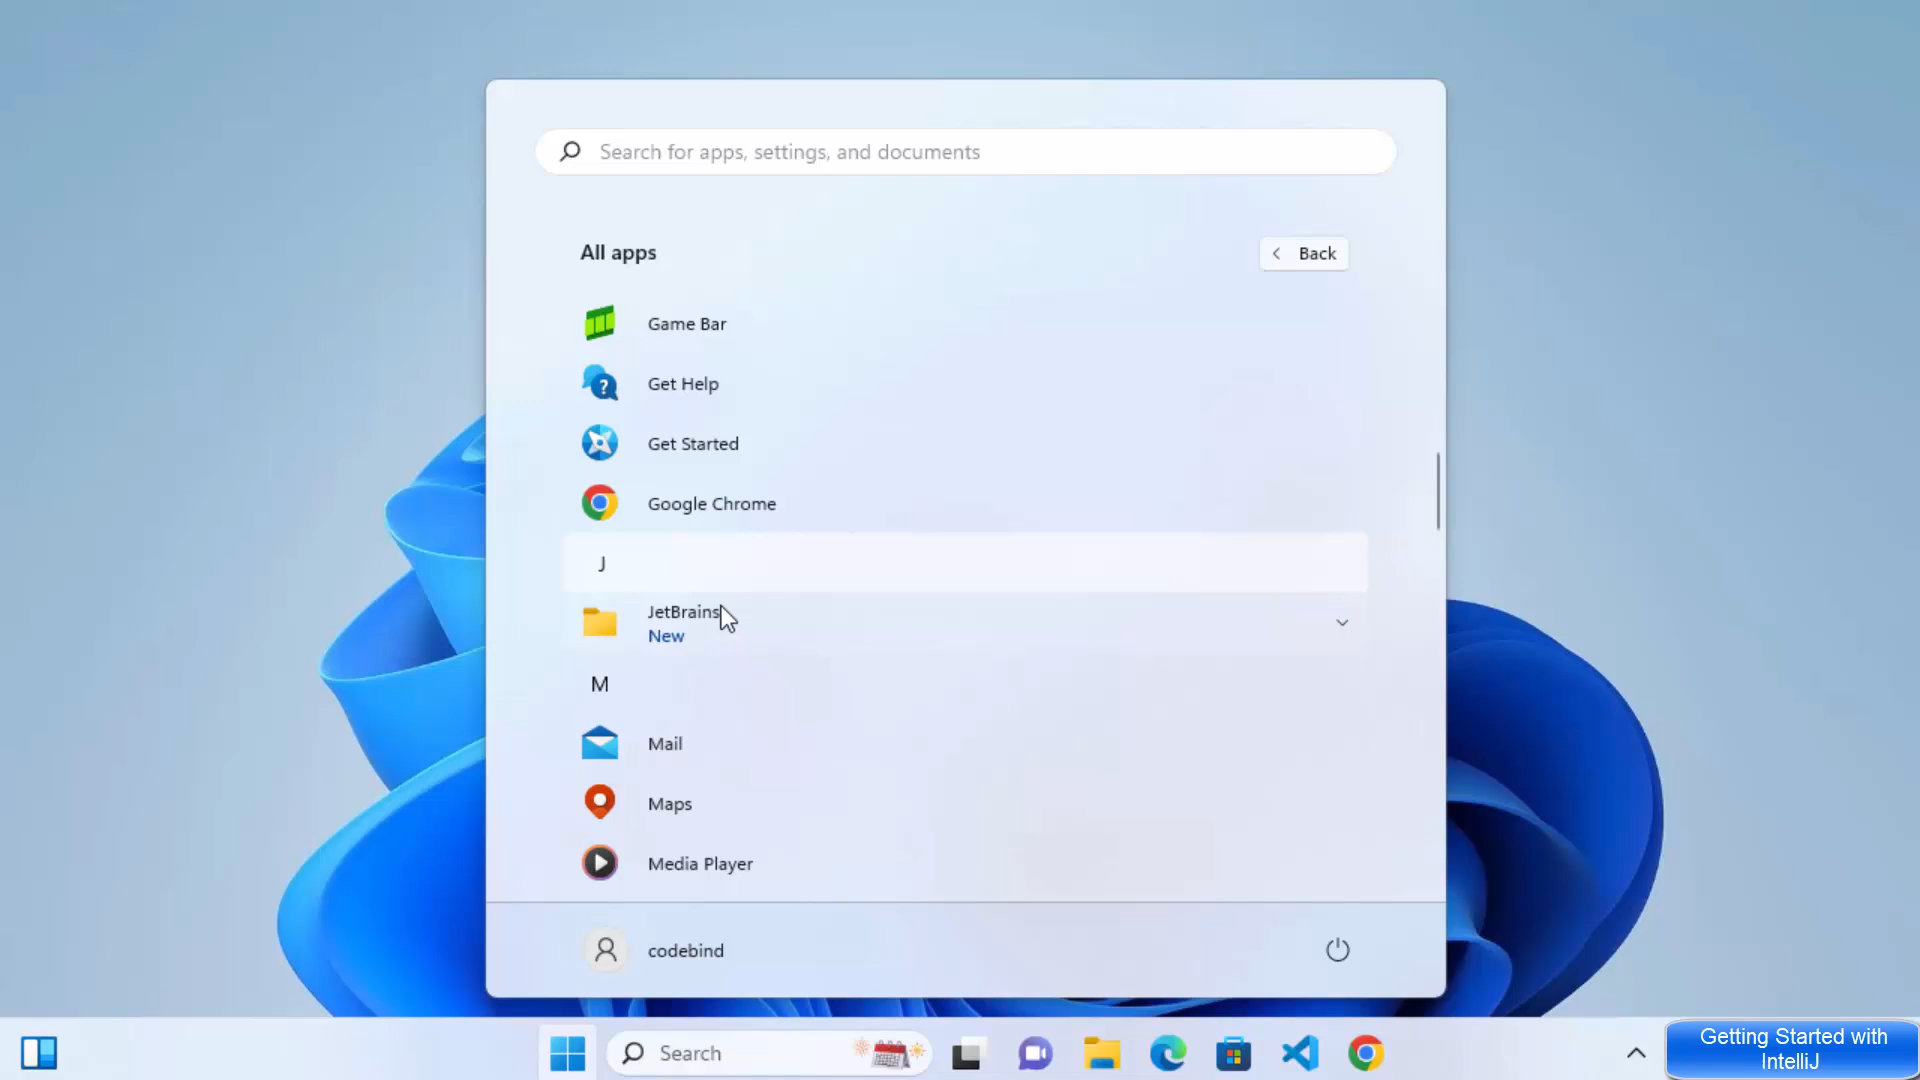 Search for apps, settings, and documents
All apps
Back
Game Bar
Get Help
Get Started
Google Chrome
J
JetBrains
New
M
Mail
Maps
Media Player
codebind
Search
Getting Started with
IntelliJ